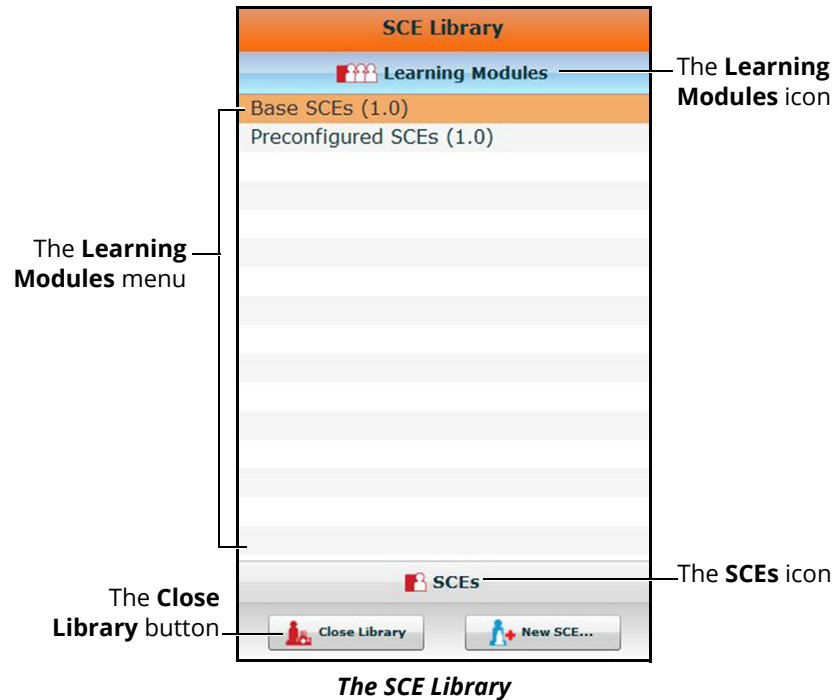 SCE Library
Learning Modules
The Learning
Modules icon
Base SCEs (1.0)
Preconfigured SCEs (1.0)
The Learning
Modules menu
SCEs
The SCEs icon
The Close
Library button
Close Library
New SCE...
The SCE Library